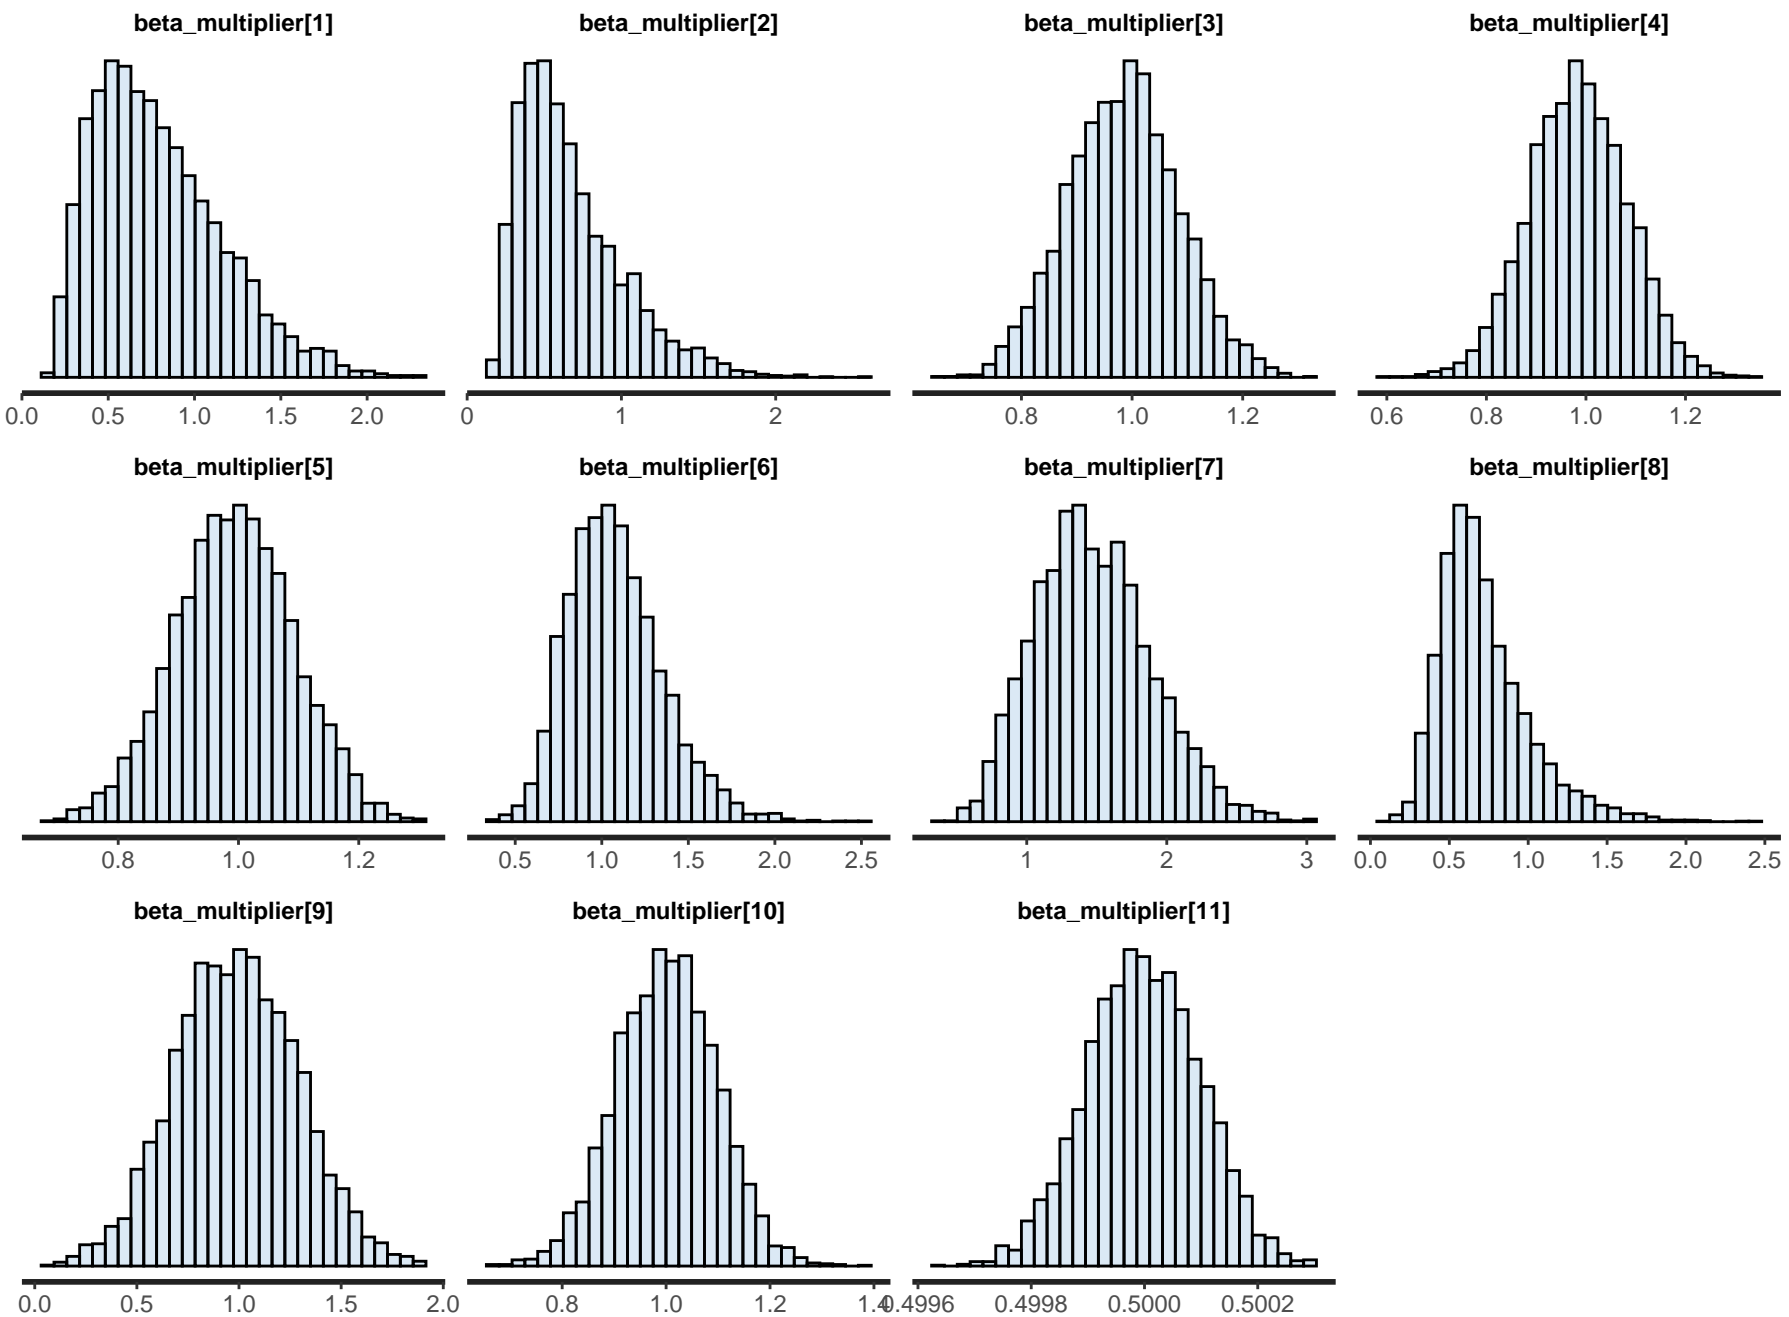 beta_multiplier[1] beta_multiplier[2] beta_multiplier[3] beta_multiplier[4]
0.0 0.5 1.0 1.5 2.0 0 1 2 0.8 1.0 1.2 0.6 0.8 1.0 1.2
beta_multiplier[5] beta_multiplier[6] beta_multiplier[7] beta_multiplier[8]
0.8 1.0 1.2 0.5 1.0 1.5 2.0 2.5 1 2 3 0.0 0.5 1.0 1.5 2.0 2.5
beta_multiplier[9] beta_multiplier[10] beta_multiplier[11]
0.0 0.5 1.0 1.5 2.0 0.8 1.0 1.2 1.4 0.4996 0.4998 0.5000 0.5002